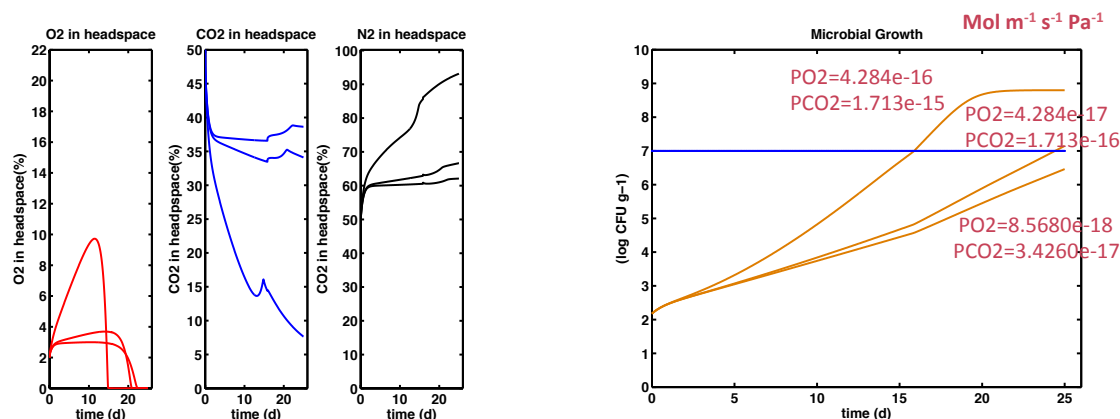 O2 in headspace
22
20
18
16
14
12
10
8
6
4
2
0
0 10 20
O2 in headpspace(%)
time (d)
CO2 in headspace
50
45
40
35
30
25
20
15
10
5
0
0 10 20
CO2 in headpspace(%)
time (d)
N2 in headspace
100
90
80
70
60
50
40
30
20
10
0
0 10 20
CO2 in headpspace(%)
time (d)
Mol m⁻¹ s⁻¹ Pa⁻¹
Microbial Growth
10
9
8
7
6
5
4
3
2
1
0
0 5 10 15 20 25
(log CFU g–1)
time (d)
PO2=4.284e-16
PCO2=1.713e-15
PO2=4.284e-17
PCO2=1.713e-16
PO2=8.5680e-18
PCO2=3.4260e-17